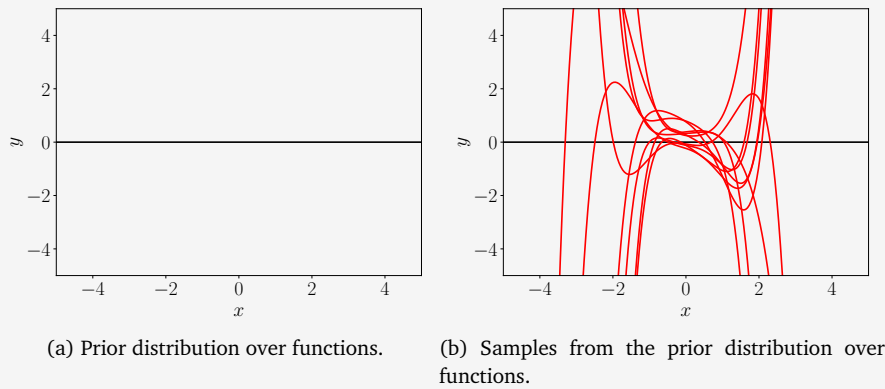 4
2
0
−2
−4
y
−4 −2 0 2 4
x
4
2
0
−2
−4
y
−4 −2 0 2 4
x
(a) Prior distribution over functions.
(b) Samples from the prior distribution over
functions.